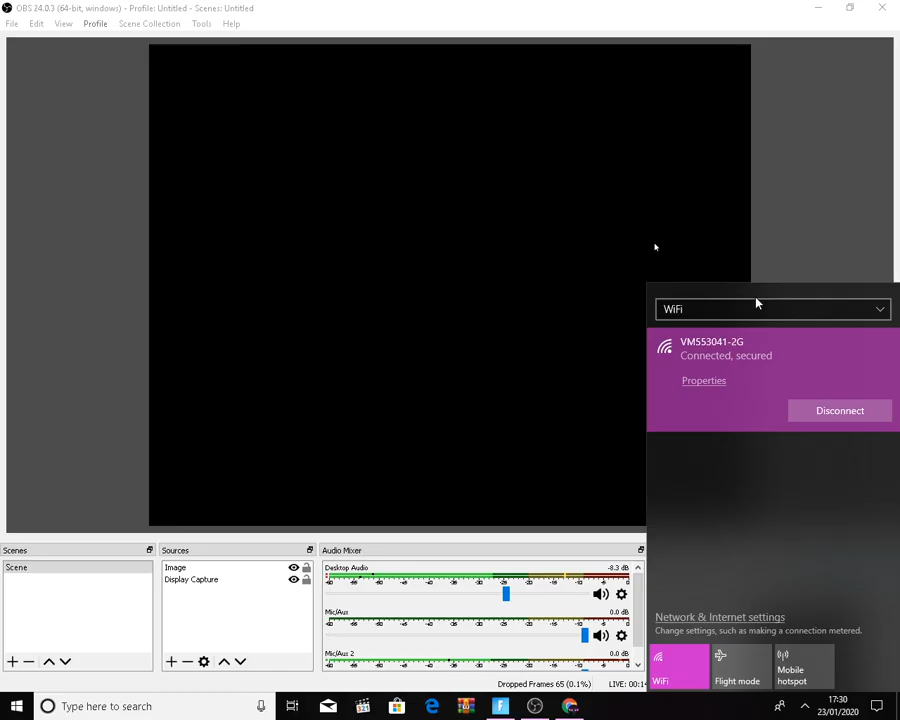 OBS 24.0.3 (64-bit, windows) - Profile: Untitled - Scenes: Untitled
File Edit View Profile Scene Collection Tools Help
WiFi
VM553041-2G
Connected, secured
Properties
Disconnect
Scenes
Sources
Audio Mixer
Scene
Image
Display Capture
Desktop Audio -8.3 dB
Mic/Aux 0.0 dB
Mic/Aux 2 0.0 dB
Network & Internet settings
Change settings, such as making a connection metered.
WiFi
Flight mode
Mobile
hotspot
Dropped Frames 65 (0.1%) LIVE: 00:1
Type here to search
17:30
23/01/2020